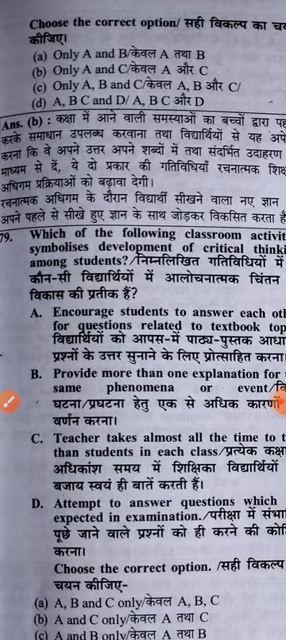 Choose the correct option/ सही विकल्प का
कीजिए।
(a) Only A and B/केवल A तथा B
(b) Only A and C/केवल A और C
(c) Only A, B and C/केवल A, B और C/
(d) A, B C and D/ A, B C और D
Ans. (b) : कक्षा में आने वाली समस्याओं का बच्चों द्वारा
करके समाधान उपलब्ध करवाना तथा विद्यार्थियों से यह
करना कि वे अपने उत्तर अपने शब्दों में तथा संदर्भित उदाहरण
माध्यम से दें, ये दो प्रकार की गतिविधियाँ रचनात्मक
अधिगम प्रक्रियाओं को बढ़ावा देगी।
रचनात्मक अधिगम के दौरान विद्यार्थी सीखने वाला नए ज्ञान
अपने पहले से सीखे हुए ज्ञान के साथ जोड़कर विकसित करता है
79. Which of the following classroom
symbolises development of critical
among students?/निम्नलिखित गतिविधियों में
कौन-सी विद्यार्थियों में आलोचनात्मक चिंतन
विकास की प्रतीक हैं?
A. Encourage students to answer each
for questions related to textbook
विद्यार्थियों को आपस-में पाठ्य-पुस्तक
प्रश्नों के उत्तर सुनाने के लिए प्रोत्साहित करना
B. Provide more than one explanation for
same phenomena or event/
घटना/प्रघटना हेतु एक से अधिक कारणों
वर्णन करना।
C. Teacher takes almost all the time to
than students in each class/प्रत्येक कक्षा
अधिकांश समय में शिक्षिका विद्यार्थियों
बजाय स्वयं ही बातें करती हैं।
D. Attempt to answer questions which
expected in examination./परीक्षा में
पूछे जाने वाले प्रश्नों को ही करने की
करना।
Choose the correct option. /सही विकल्प
चयन कीजिए-
(a) A, B and C only/केवल A, B, C
(b) A and C only/केवल A तथा C
(c) A and B only/केवल A तथा B